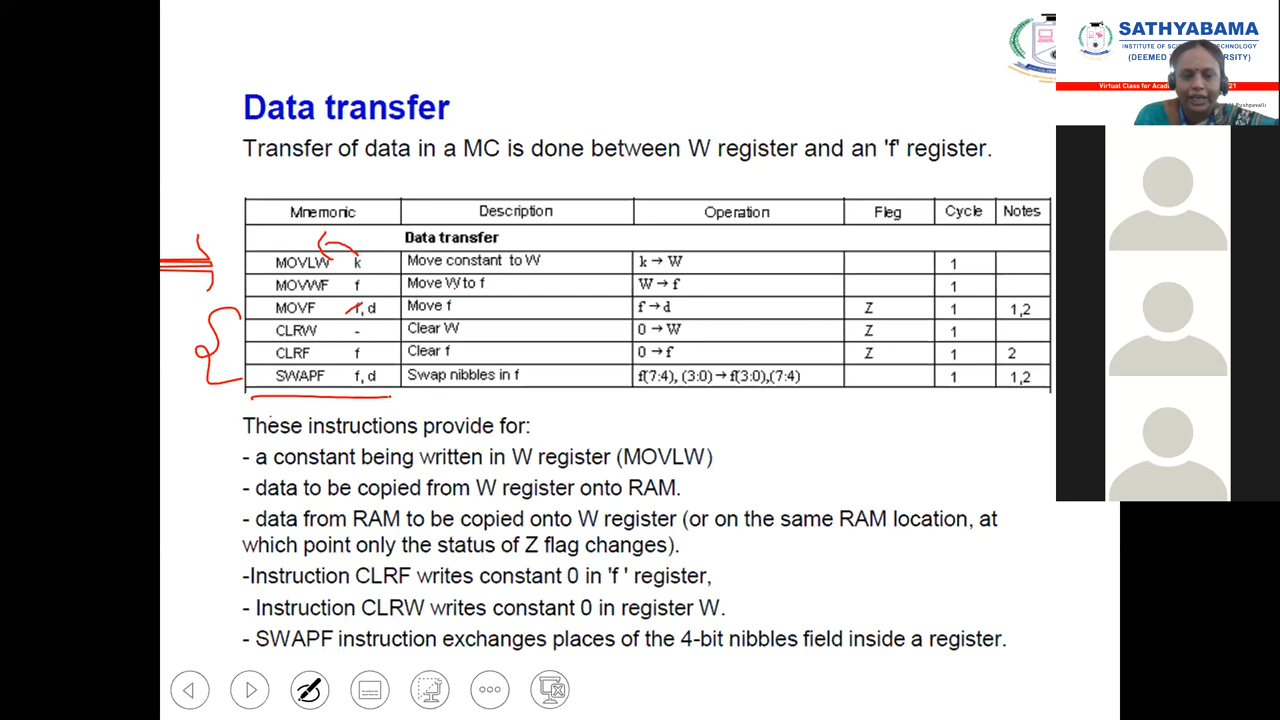 SATHYABAMA
INSTITUTE OF SCIENCE TECHNOLOGY
(DEEMED UNIVERSITY)
Virtual Class for Acade 21
Pushpavalli
Data transfer
Transfer of data in a MC is done between W register and an 'f' register.
Mnemonic Description Operation Fleg Cycle Notes
Data transfer
MOVLW k Move constant to W k → W 1
MOVWF f Move W to f W → f 1
MOVF f, d Move f f → d Z 1 1,2
CLRW - Clear W 0 → W Z 1
CLRF f Clear f 0 → f Z 1 2
SWAPF f, d Swap nibbles in f f(7:4), (3:0) → f(3:0),(7:4) 1 1,2
These instructions provide for:
- a constant being written in W register (MOVLW)
- data to be copied from W register onto RAM.
- data from RAM to be copied onto W register (or on the same RAM location, at
which point only the status of Z flag changes).
-Instruction CLRF writes constant 0 in 'f ' register,
- Instruction CLRW writes constant 0 in register W.
- SWAPF instruction exchanges places of the 4-bit nibbles field inside a register.